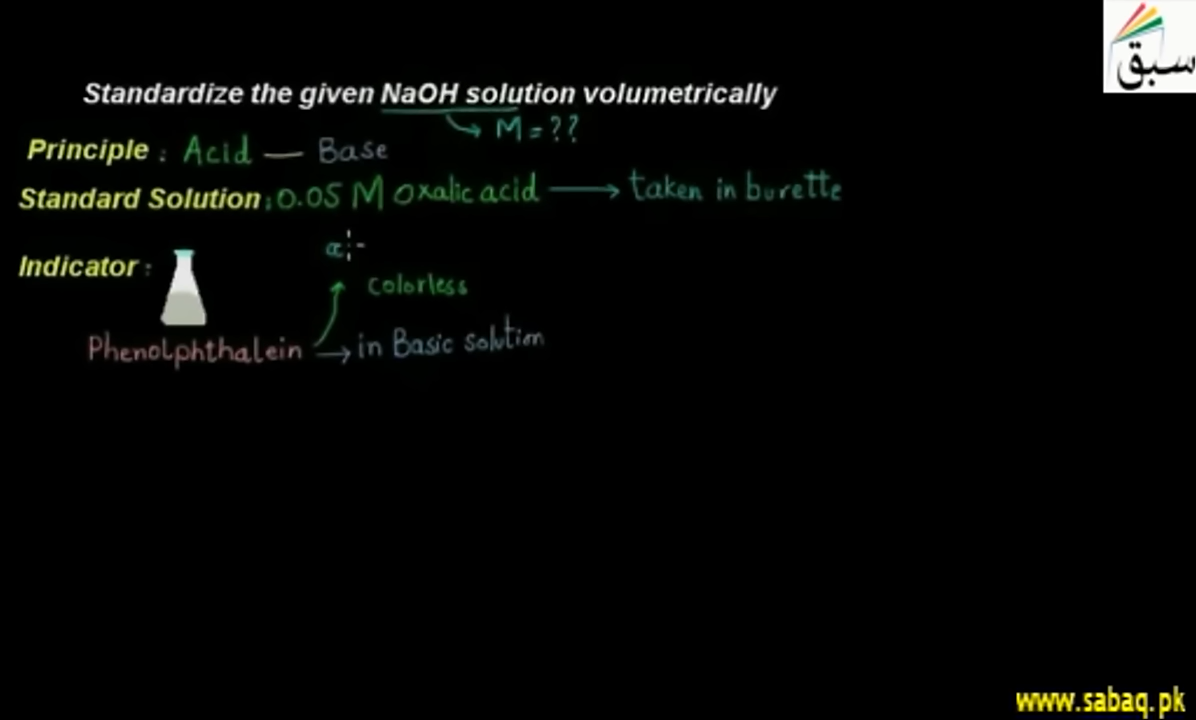 سبق
Standardize the given NaOH solution volumetrically
M = ??
Principle : Acid — Base
Standard Solution : 0.05 M Oxalic acid → taken in burette
Indicator :
colorless
Phenolphthalein → in Basic solution
www.sabaq.pk